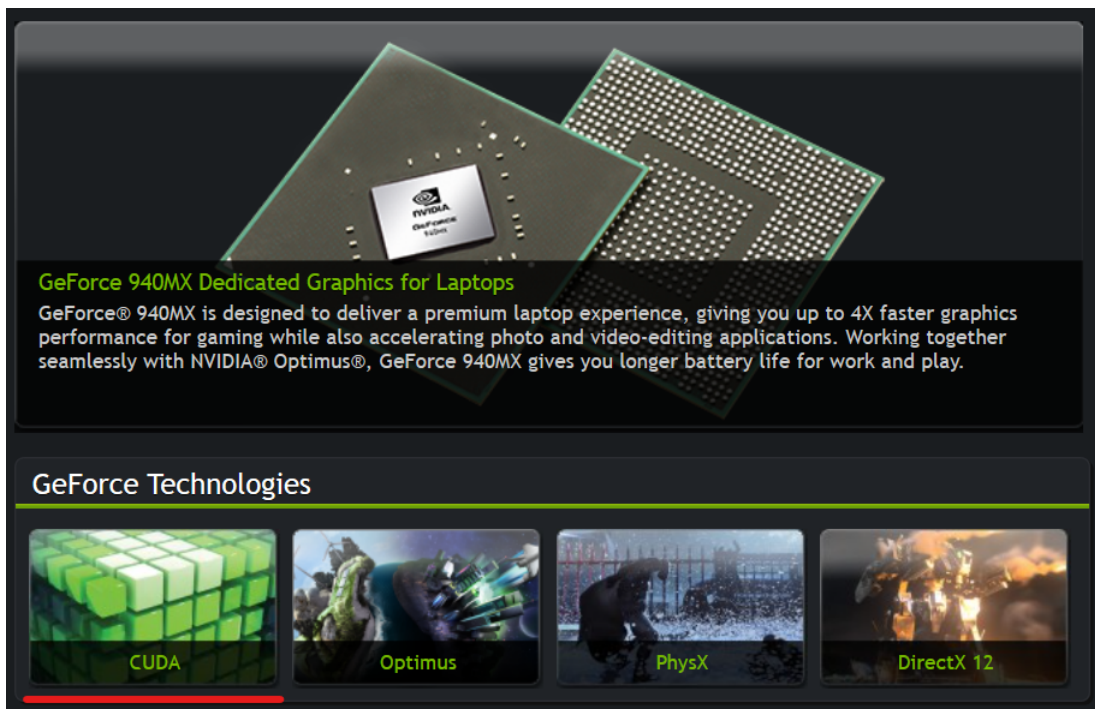 NVIDIA
GEFORCE
940MX
GeForce 940MX Dedicated Graphics for Laptops
GeForce® 940MX is designed to deliver a premium laptop experience, giving you up to 4X faster graphics
performance for gaming while also accelerating photo and video-editing applications. Working together
seamlessly with NVIDIA® Optimus®, GeForce 940MX gives you longer battery life for work and play.
GeForce Technologies
CUDA
Optimus
PhysX
DirectX 12